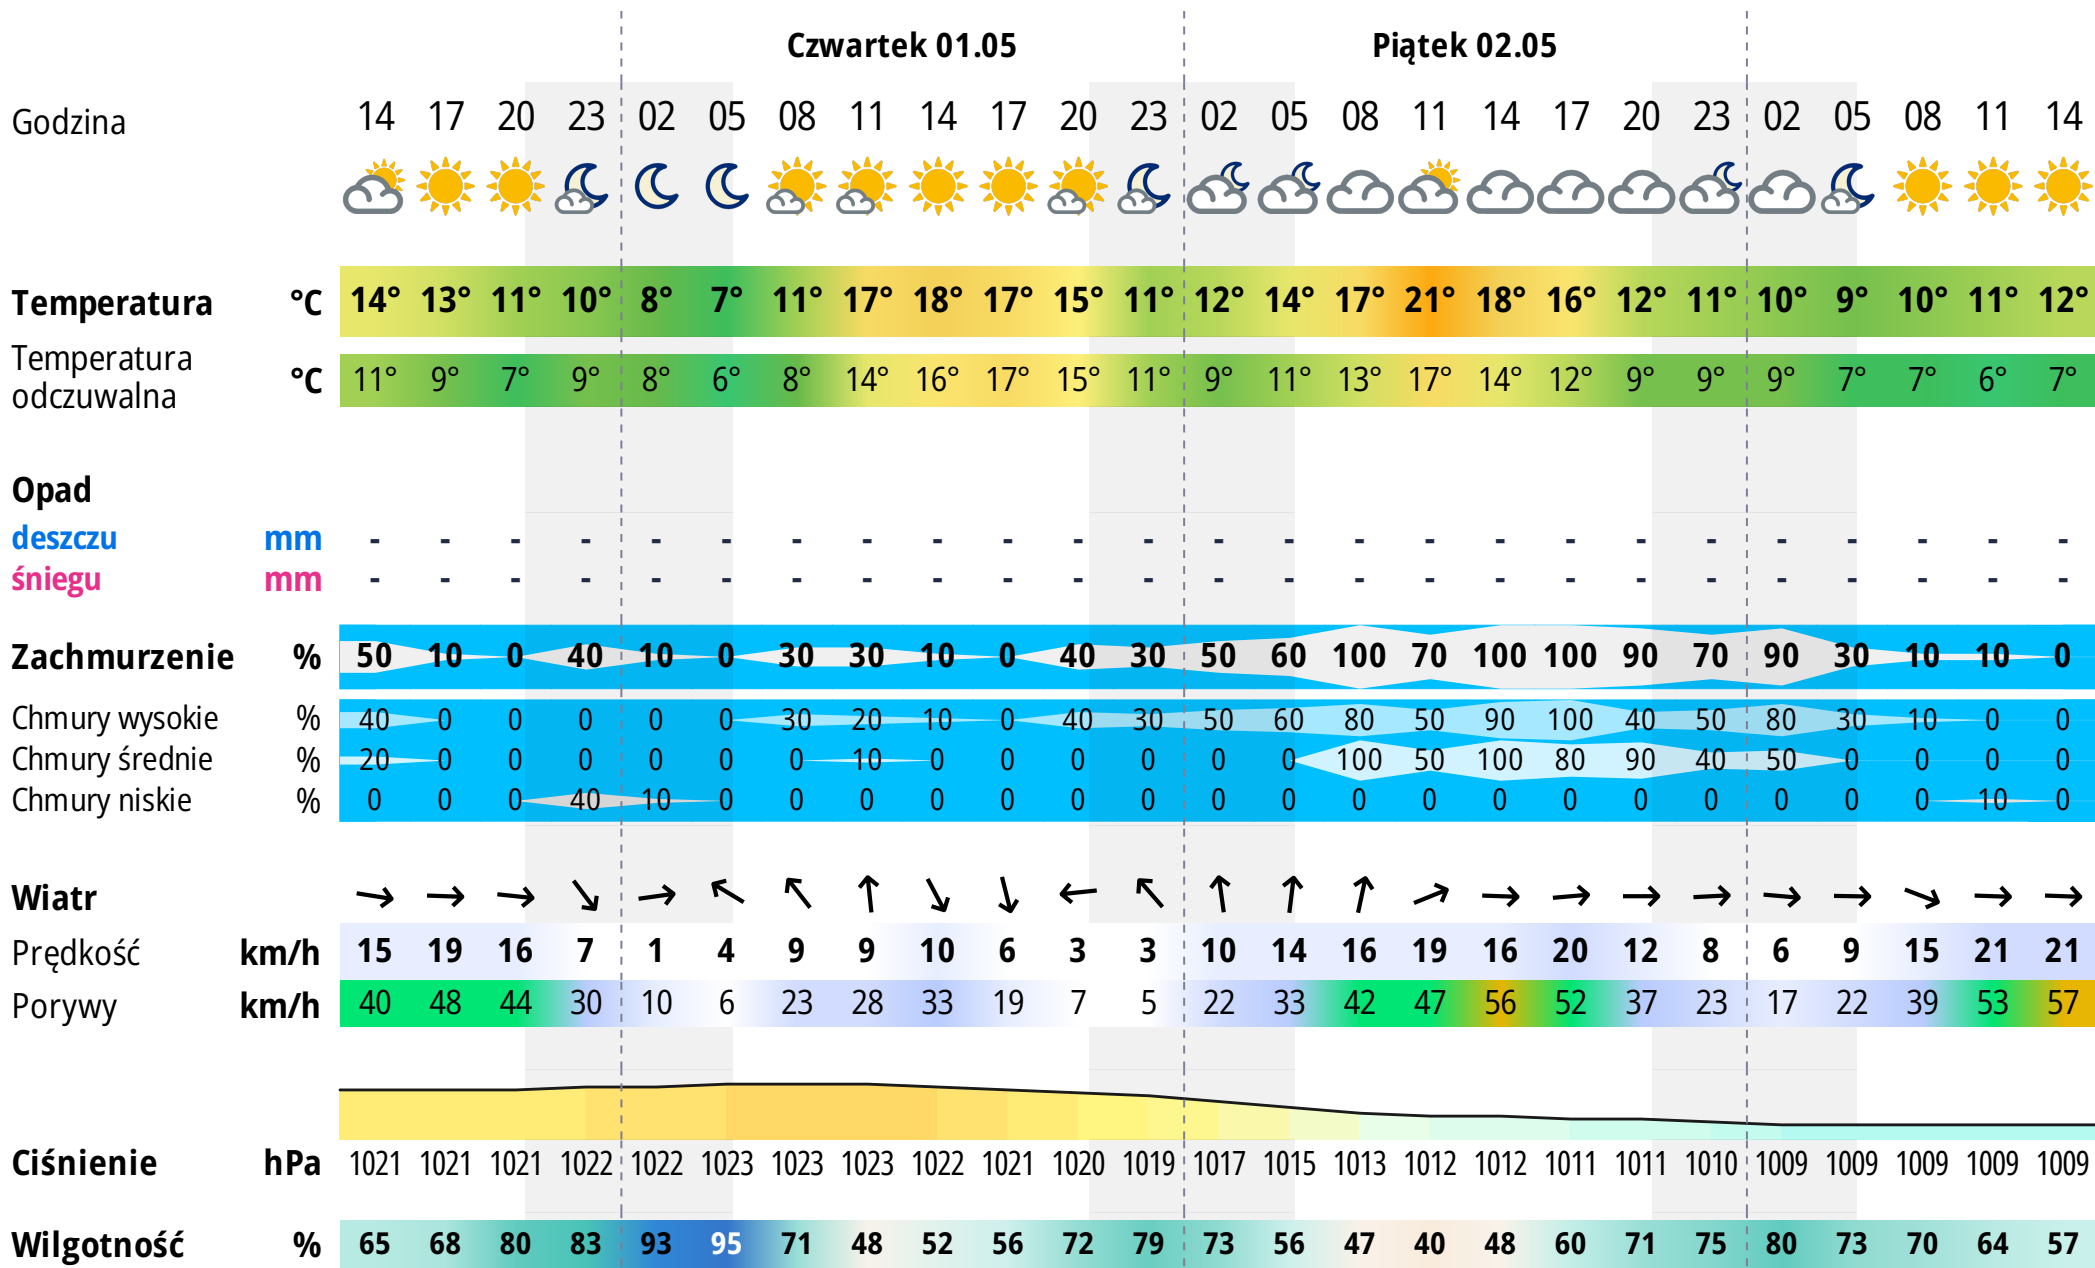 Czwartek 01.05 Piątek 02.05
Godzina 14 17 20 23 02 05 08 11 14 17 20 23 02 05 08 11 14 17 20 23 02 05 08 11 14
Temperatura °C 14° 13° 11° 10° 8° 7° 11° 17° 18° 17° 15° 11° 12° 14° 17° 21° 18° 16° 12° 11° 10° 9° 10° 11° 12°
Temperatura
odczuwalna °C 11° 9° 7° 9° 8° 6° 8° 14° 16° 17° 15° 11° 9° 11° 13° 17° 14° 12° 9° 9° 9° 7° 7° 6° 7°
Opad
deszczu mm - - - - - - - - - - - - - - - - - - - - - - - - -
śniegu mm - - - - - - - - - - - - - - - - - - - - - - - - -
Zachmurzenie % 50 10 0 40 10 0 30 30 10 0 40 30 50 60 100 70 100 100 90 70 90 30 10 10 0
Chmury wysokie % 40 0 0 0 0 0 30 20 10 0 40 30 50 60 80 50 90 100 40 50 80 30 10 0 0
Chmury średnie % 20 0 0 0 0 0 0 10 0 0 0 0 0 0 100 50 100 80 90 40 50 0 0 0 0
Chmury niskie % 0 0 0 40 10 0 0 0 0 0 0 0 0 0 0 0 0 0 0 0 0 0 0 10 0
Wiatr
Prędkość km/h 15 19 16 7 1 4 9 9 10 6 3 3 10 14 16 19 16 20 12 8 6 9 15 21 21
Porywy km/h 40 48 44 30 10 6 23 28 33 19 7 5 22 33 42 47 56 52 37 23 17 22 39 53 57
Ciśnienie hPa 1021 1021 1021 1022 1022 1023 1023 1023 1022 1021 1020 1019 1017 1015 1013 1012 1012 1011 1011 1010 1009 1009 1009 1009 1009
Wilgotność % 65 68 80 83 93 95 71 48 52 56 72 79 73 56 47 40 48 60 71 75 80 73 70 64 57